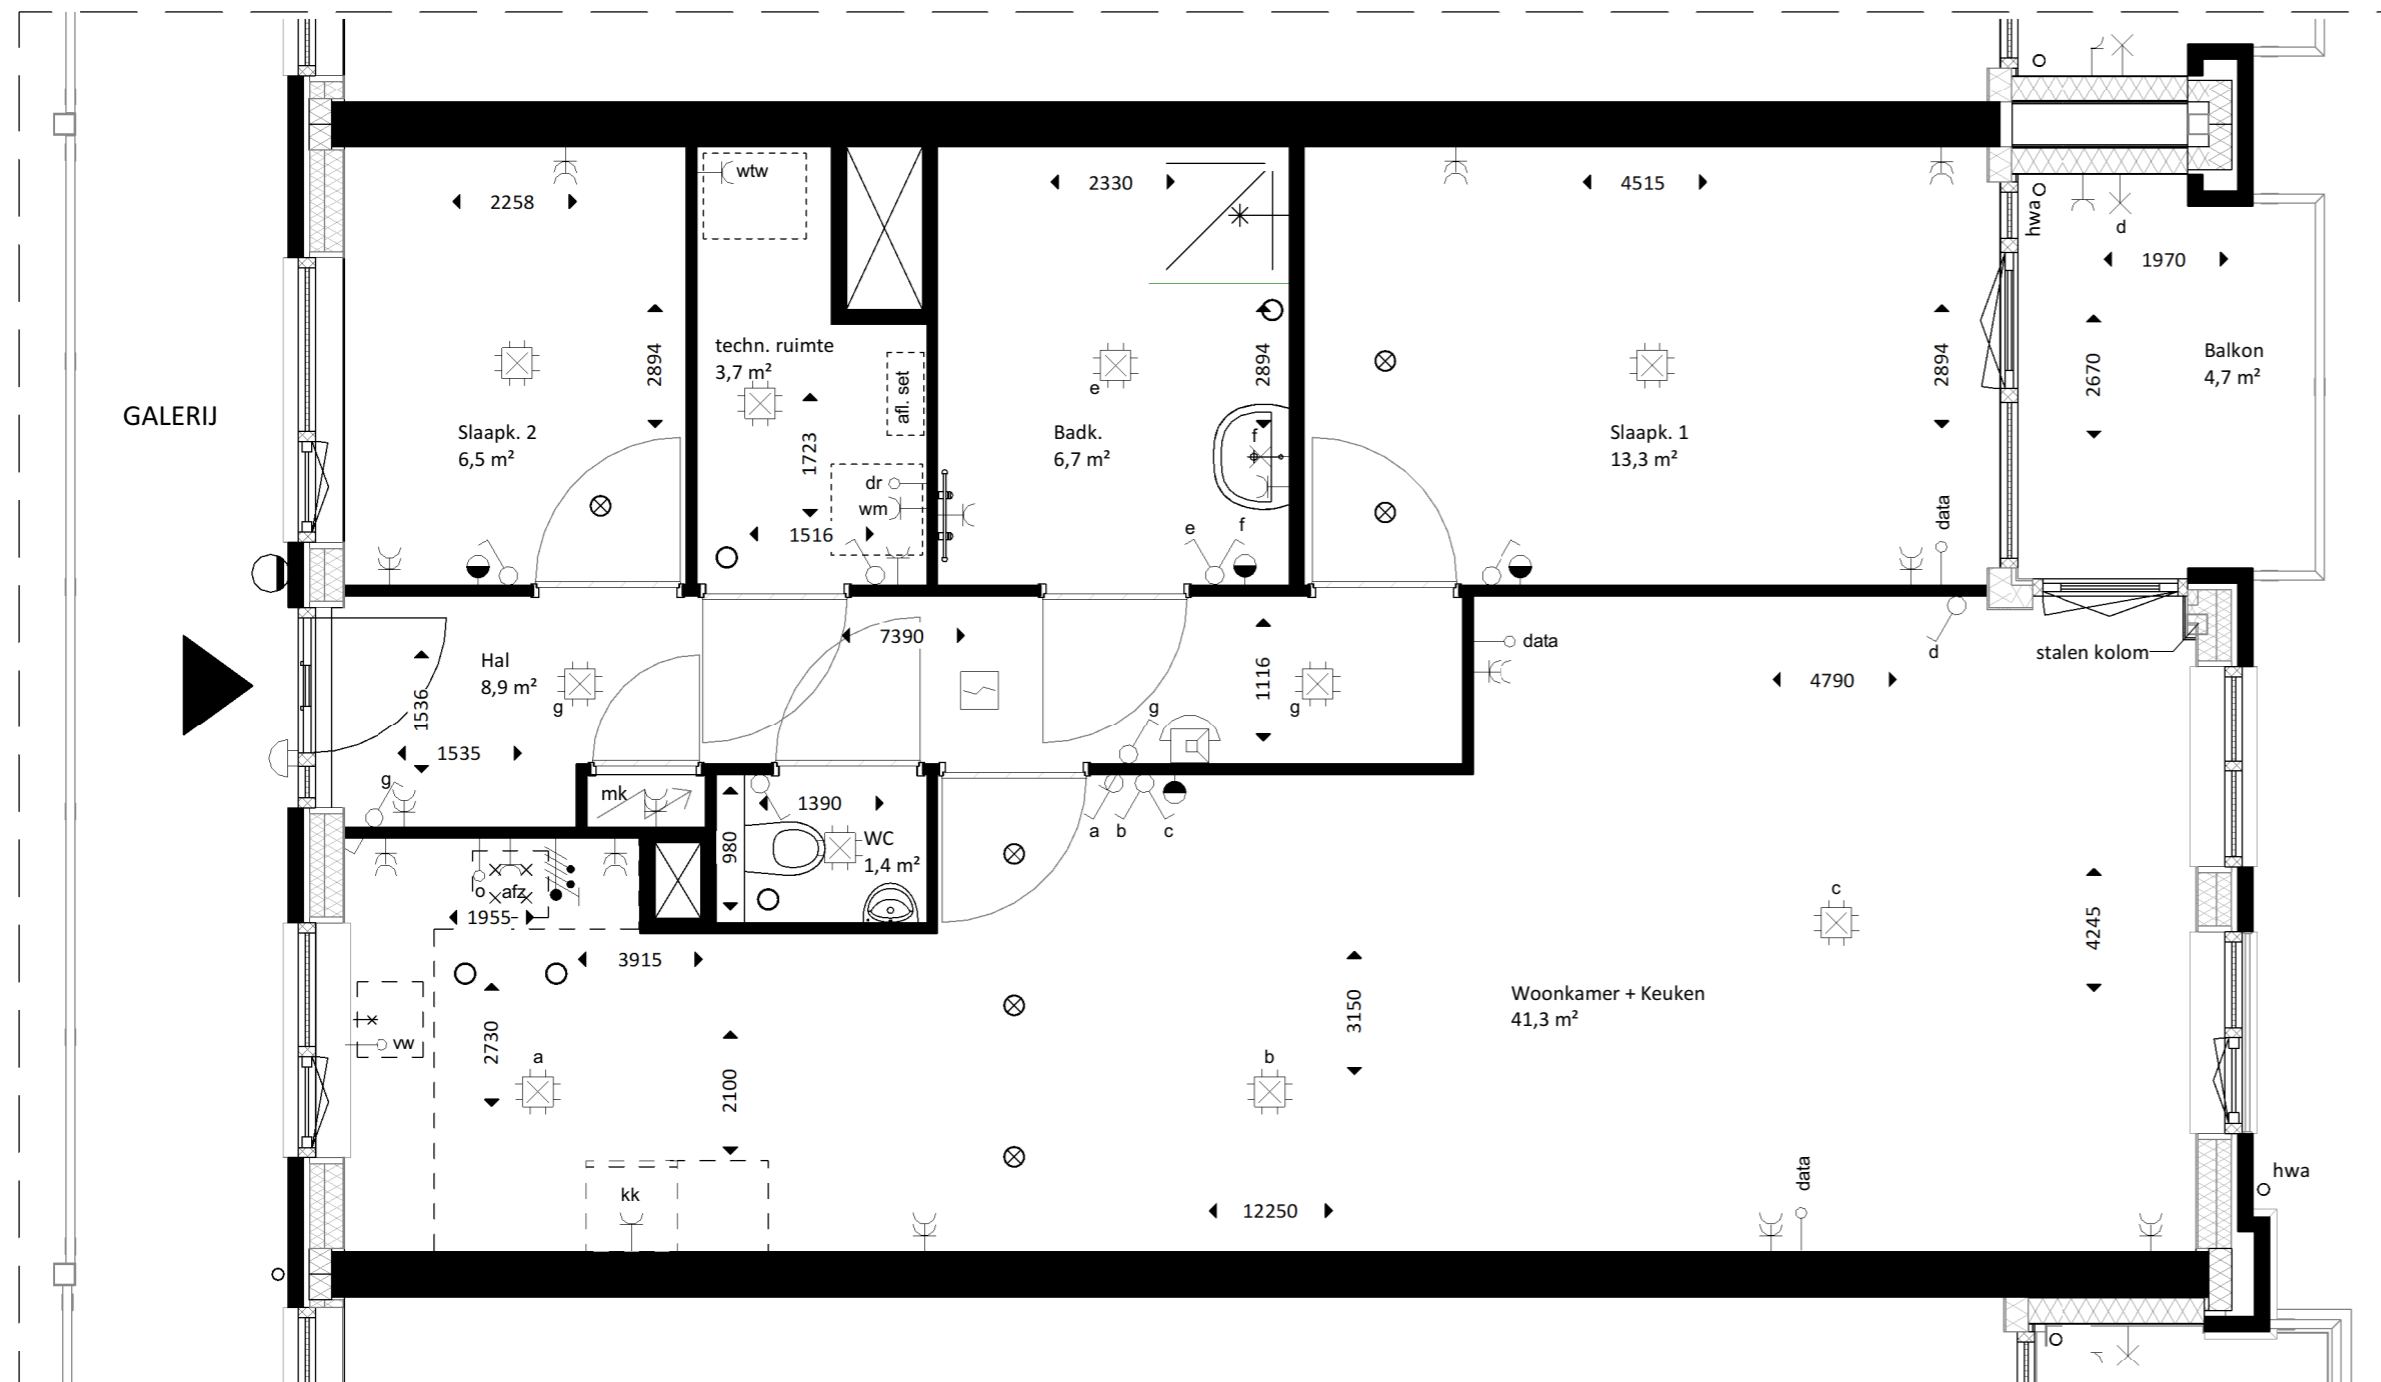 GALERIJ
2258
Slaapk. 2
6,5 m²
2894
wtw
techn. ruimte
3,7 m²
afl. set
1723
dr
wm
1516
2330
e
2894
Badk.
6,7 m²
f
e
f
4515
Slaapk. 1
13,3 m²
2894
data
hwa
d
1970
2670
Balkon
4,7 m²
Hal
8,9 m²
g
1536
1535
g
7390
1116
g
g
data
4790
d
stalen kolom
mk
1390
980
WC
1,4 m²
a
b
c
o
afz
1955
3915
vw
2730
a
2100
kk
b
3150
Woonkamer + Keuken
41,3 m²
c
4245
12250
data
hwa